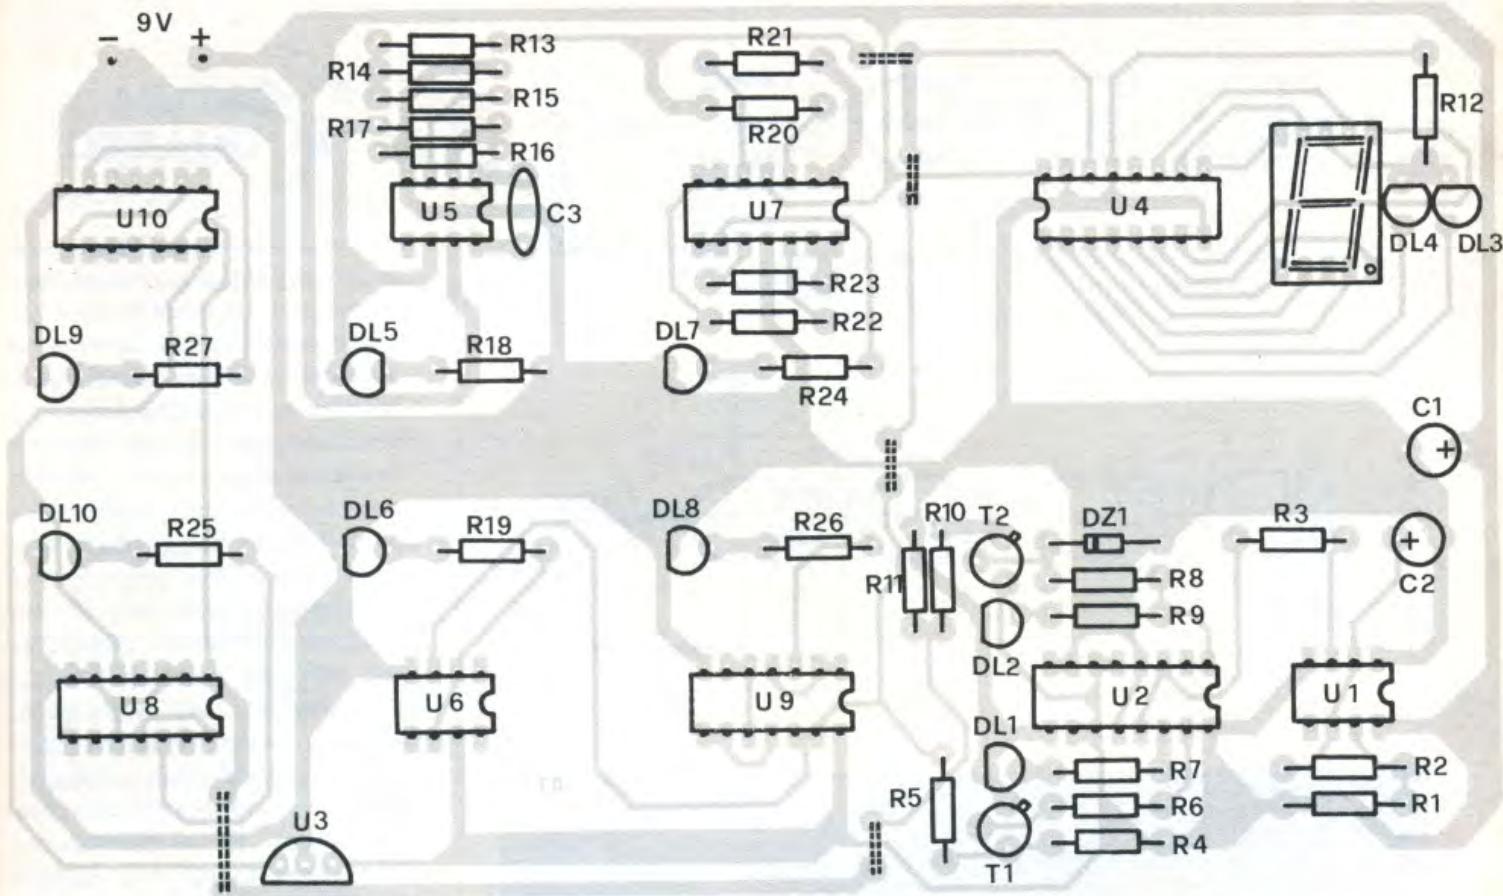 9V
- +
R13
R14
R15
R17
R16
R21
R20
R12
U10
U5
C3
U7
U4
DL4 DL3
R23
R22
DL9
R27
DL5
R18
DL7
R24
C1
DL10
R25
DL6
R19
DL8
R26
R10
T2
DZ1
R3
R11
R8
C2
R9
DL2
U8
U6
U9
U2
U1
DL1
R7
R2
R5
R6
R1
U3
R4
T1
+
+